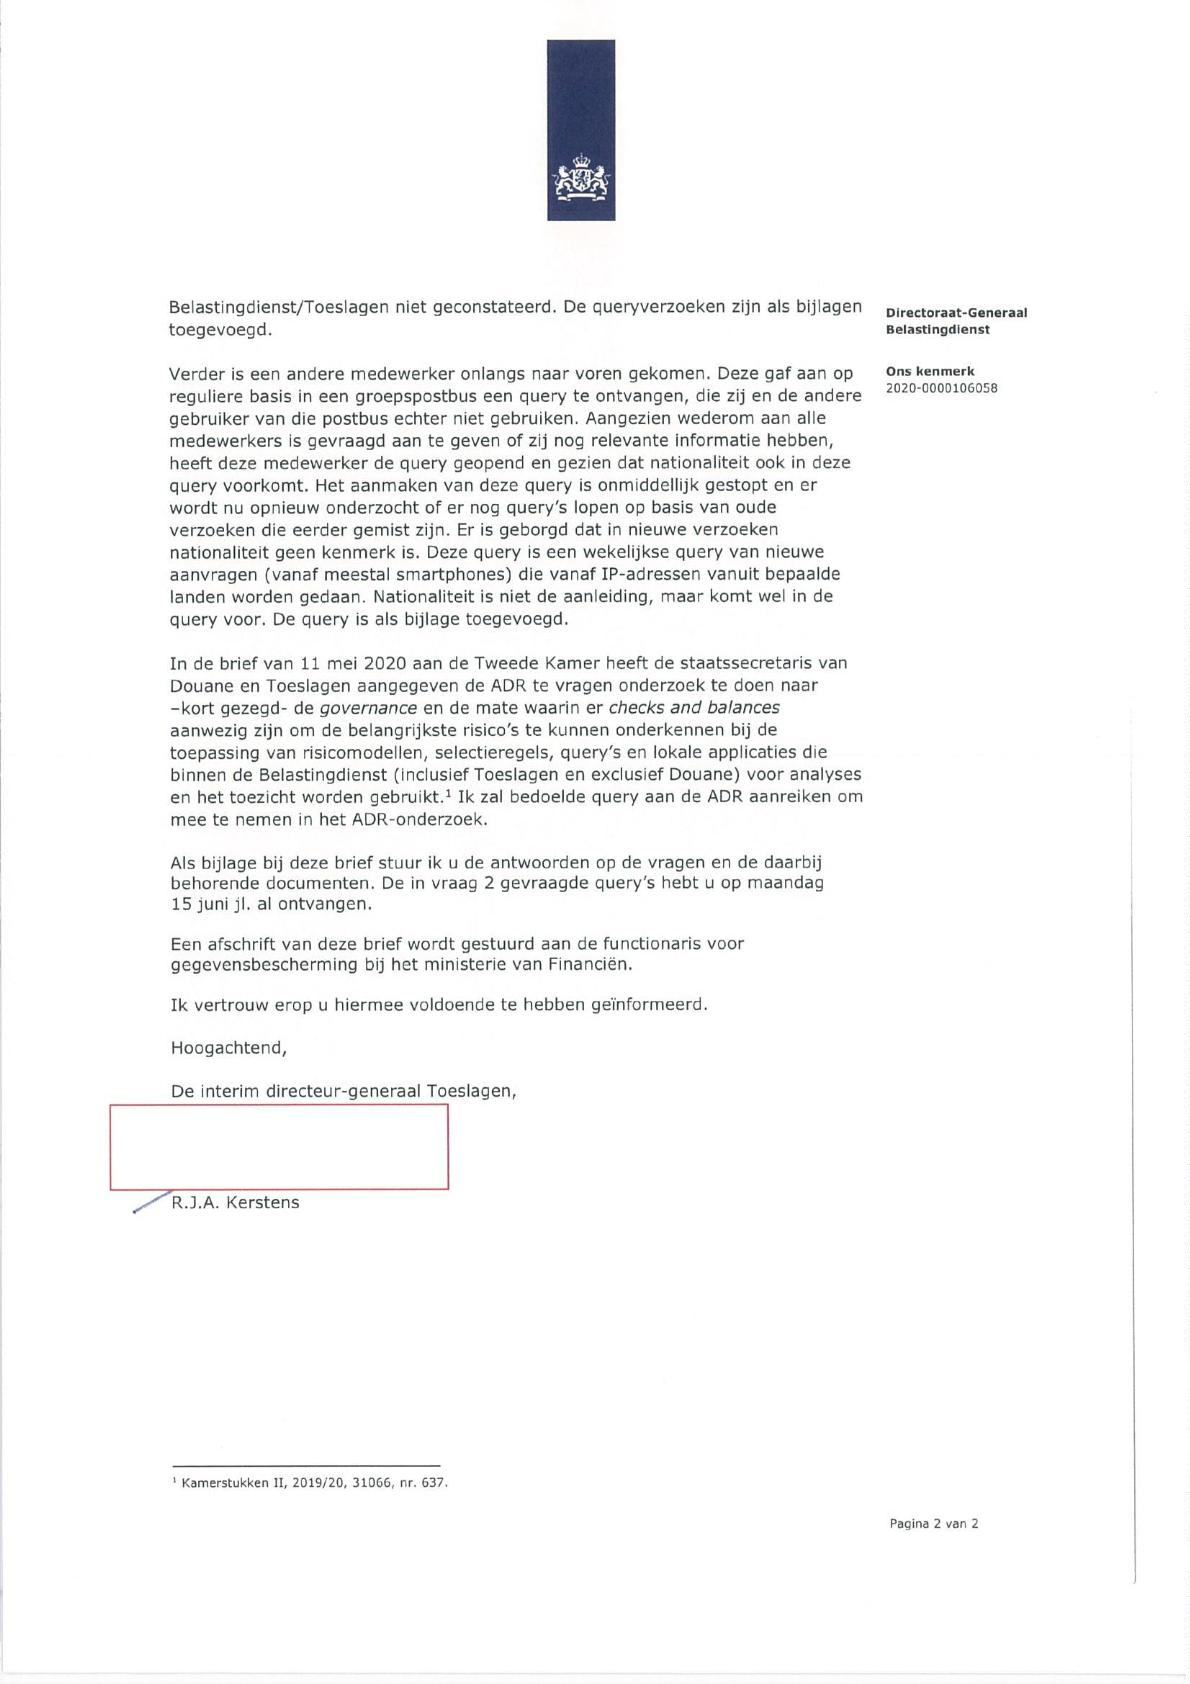 Belastingdienst/Toeslagen niet geconstateerd. De queryverzoeken zijn als bijlagen
toegevoegd.
Directoraat-Generaal
Belastingdienst
Ons kenmerk
2020-0000106058
Verder is een andere medewerker onlangs naar voren gekomen. Deze gaf aan op
reguliere basis in een groepspostbus een query te ontvangen, die zij en de andere
gebruiker van die postbus echter niet gebruiken. Aangezien wederom aan alle
medewerkers is gevraagd aan te geven of zij nog relevante informatie hebben,
heeft deze medewerker de query geopend en gezien dat nationaliteit ook in deze
query voorkomt. Het aanmaken van deze query is onmiddellijk gestopt en er
wordt nu opnieuw onderzocht of er nog query's lopen op basis van oude
verzoeken die eerder gemist zijn. Er is geborgd dat in nieuwe verzoeken
nationaliteit geen kenmerk is. Deze query is een wekelijkse query van nieuwe
aanvragen (vanaf meestal smartphones) die vanaf IP-adressen vanuit bepaalde
landen worden gedaan. Nationaliteit is niet de aanleiding, maar komt wel in de
query voor. De query is als bijlage toegevoegd.
In de brief van 11 mei 2020 aan de Tweede Kamer heeft de staatssecretaris van
Douane en Toeslagen aangegeven de ADR te vragen onderzoek te doen naar
–kort gezegd- de governance en de mate waarin er checks and balances
aanwezig zijn om de belangrijkste risico's te kunnen onderkennen bij de
toepassing van risicomodellen, selectieregels, query's en lokale applicaties die
binnen de Belastingdienst (inclusief Toeslagen en exclusief Douane) voor analyses
en het toezicht worden gebruikt.¹ Ik zal bedoelde query aan de ADR aanreiken om
mee te nemen in het ADR-onderzoek.
Als bijlage bij deze brief stuur ik u de antwoorden op de vragen en de daarbij
behorende documenten. De in vraag 2 gevraagde query's hebt u op maandag
15 juni jl. al ontvangen.
Een afschrift van deze brief wordt gestuurd aan de functionaris voor
gegevensbescherming bij het ministerie van Financiën.
Ik vertrouw erop u hiermee voldoende te hebben geïnformeerd.
Hoogachtend,
De interim directeur-generaal Toeslagen,
R.J.A. Kerstens
¹ Kamerstukken II, 2019/20, 31066, nr. 637.
Pagina 2 van 2